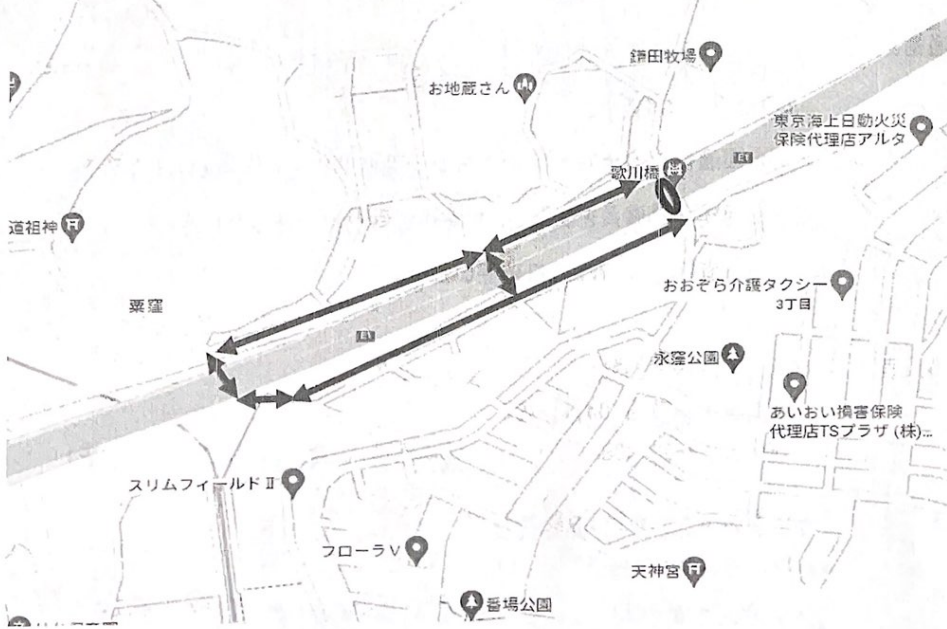 鎌田牧場
お地蔵さん
東京海上日動火災
保険代理店アルタ
E1
歌川橋
道祖神
おおぞら介護タクシー
3丁目
粟窪
E1
永窪公園
あいおい損害保険
代理店TSプラザ (株)...
スリムフィールドⅡ
フローラⅤ
天神宮
番場公園